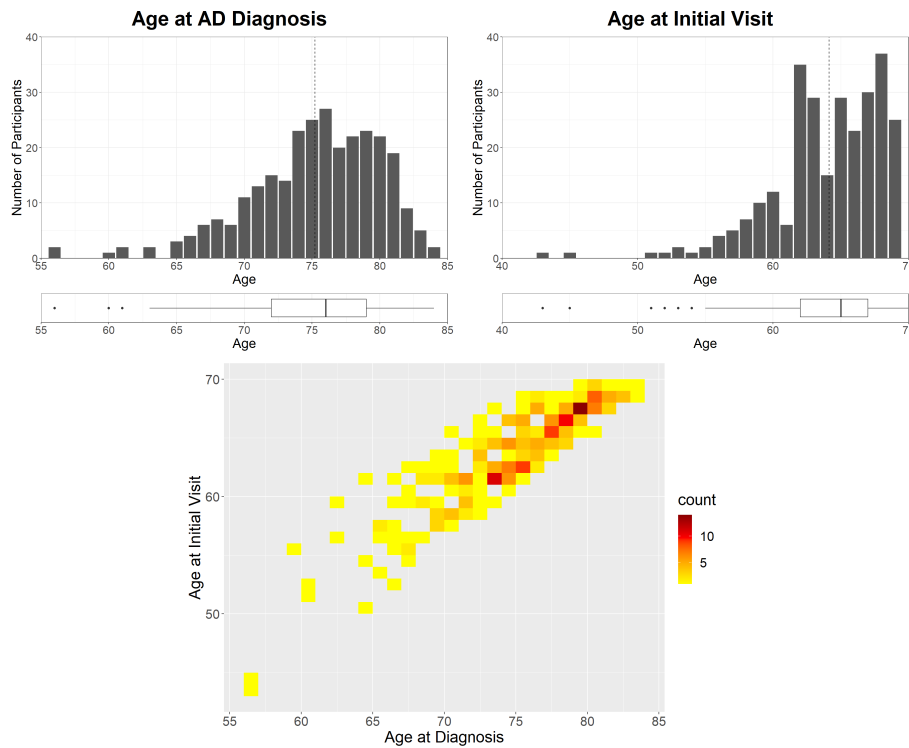 Age at AD Diagnosis
Age at Initial Visit
Number of Participants
40
30
20
10
0
55 60 65 70 75 80 85
Age
Number of Participants
40
30
20
10
0
40 50 60 7
Age
55 60 65 70 75 80 85
Age
40 50 60 7
Age
Age at Initial Visit
70
60
50
55 60 65 70 75 80 85
Age at Diagnosis
count
10
5